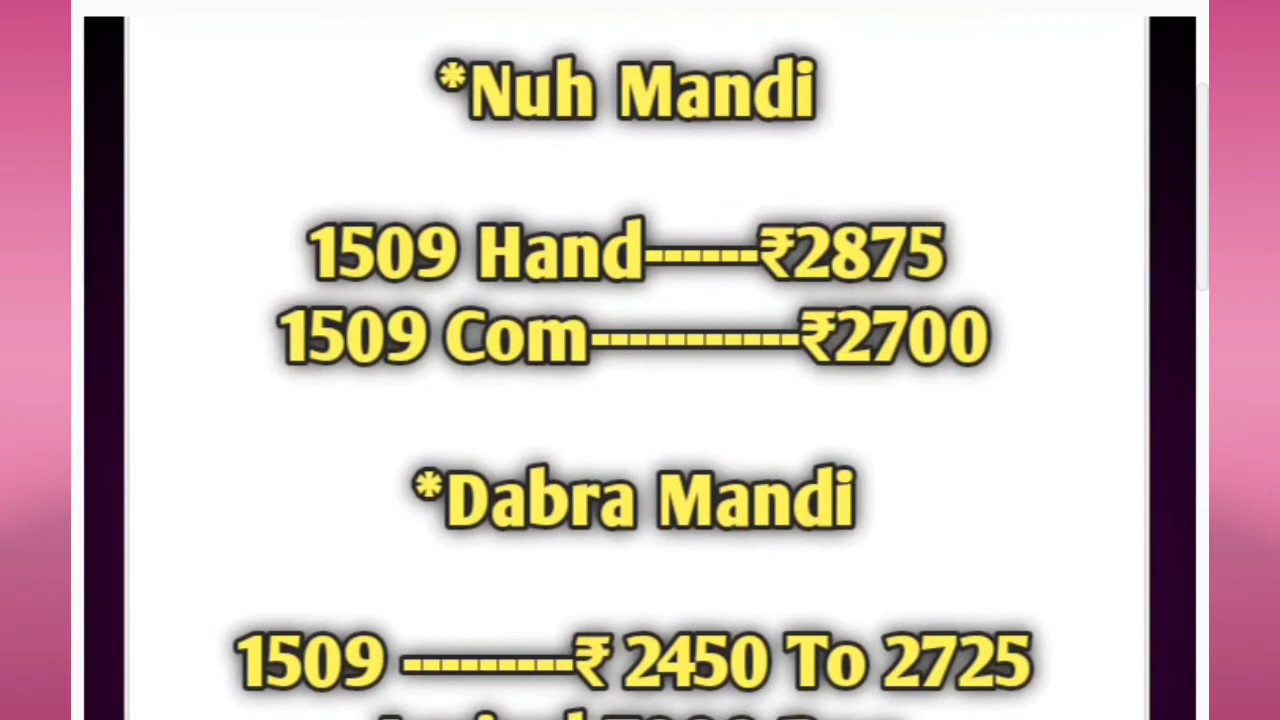 *Nuh Mandi
1509 Hand------₹2875
1509 Com-----------₹2700
*Dabra Mandi
1509 ---------₹ 2450 To 2725